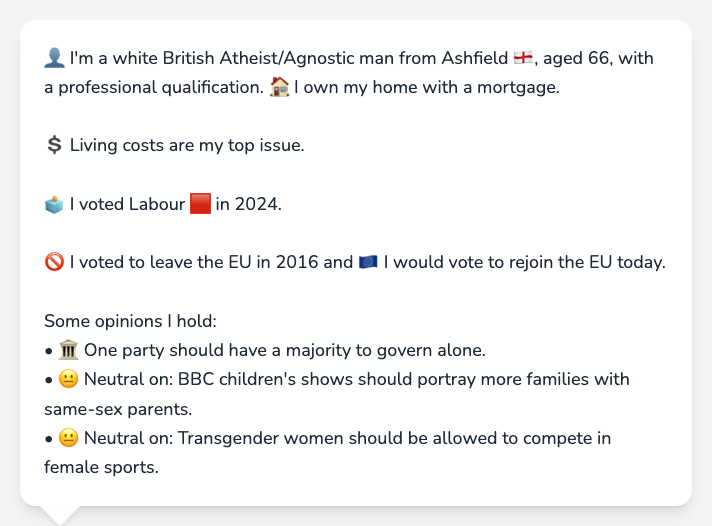 👤 I'm a white British Atheist/Agnostic man from Ashfield 🏴󠁧󠁢󠁥󠁮󠁧󠁿, aged 66, with
a professional qualification. 🏠 I own my home with a mortgage.
💲 Living costs are my top issue.
🗳️ I voted Labour 🟥 in 2024.
🚫 I voted to leave the EU in 2016 and 🇪🇺 I would vote to rejoin the EU today.
Some opinions I hold:
• 🏛️ One party should have a majority to govern alone.
• 😐 Neutral on: BBC children's shows should portray more families with
same-sex parents.
• 😐 Neutral on: Transgender women should be allowed to compete in
female sports.